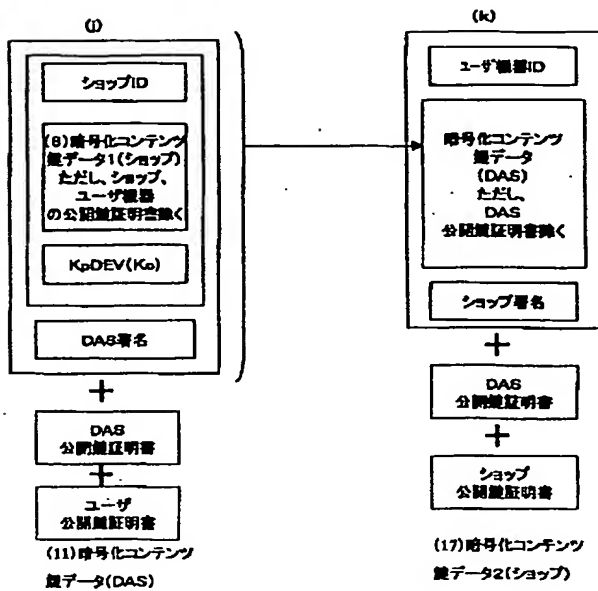 (j)
ショップID
(8)暗号化コンテンツ
鍵データ1(ショップ)
ただし、ショップ、
ユーザ機器
の公開鍵証明書除く
KpDEV(Kc)
DAS署名
+
DAS
公開鍵証明書
+
ユーザ
公開鍵証明書
(11)暗号化コンテンツ
鍵データ(DAS)
(k)
ユーザ機器ID
暗号化コンテンツ
鍵データ
(DAS)
ただし、
DAS
公開鍵証明書除く
ショップ署名
+
DAS
公開鍵証明書
+
ショップ
公開鍵証明書
(17)暗号化コンテンツ
鍵データ2(ショップ)